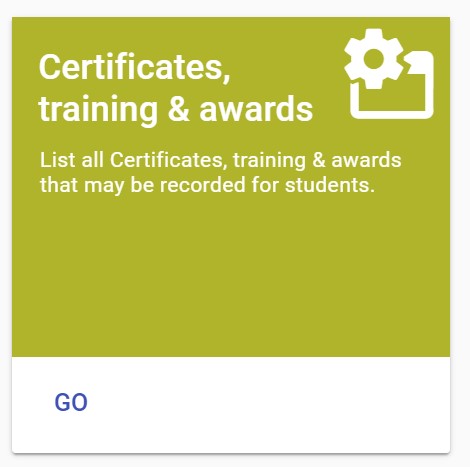 Certificates,
training & awards
List all Certificates, training & awards
that may be recorded for students.
GO